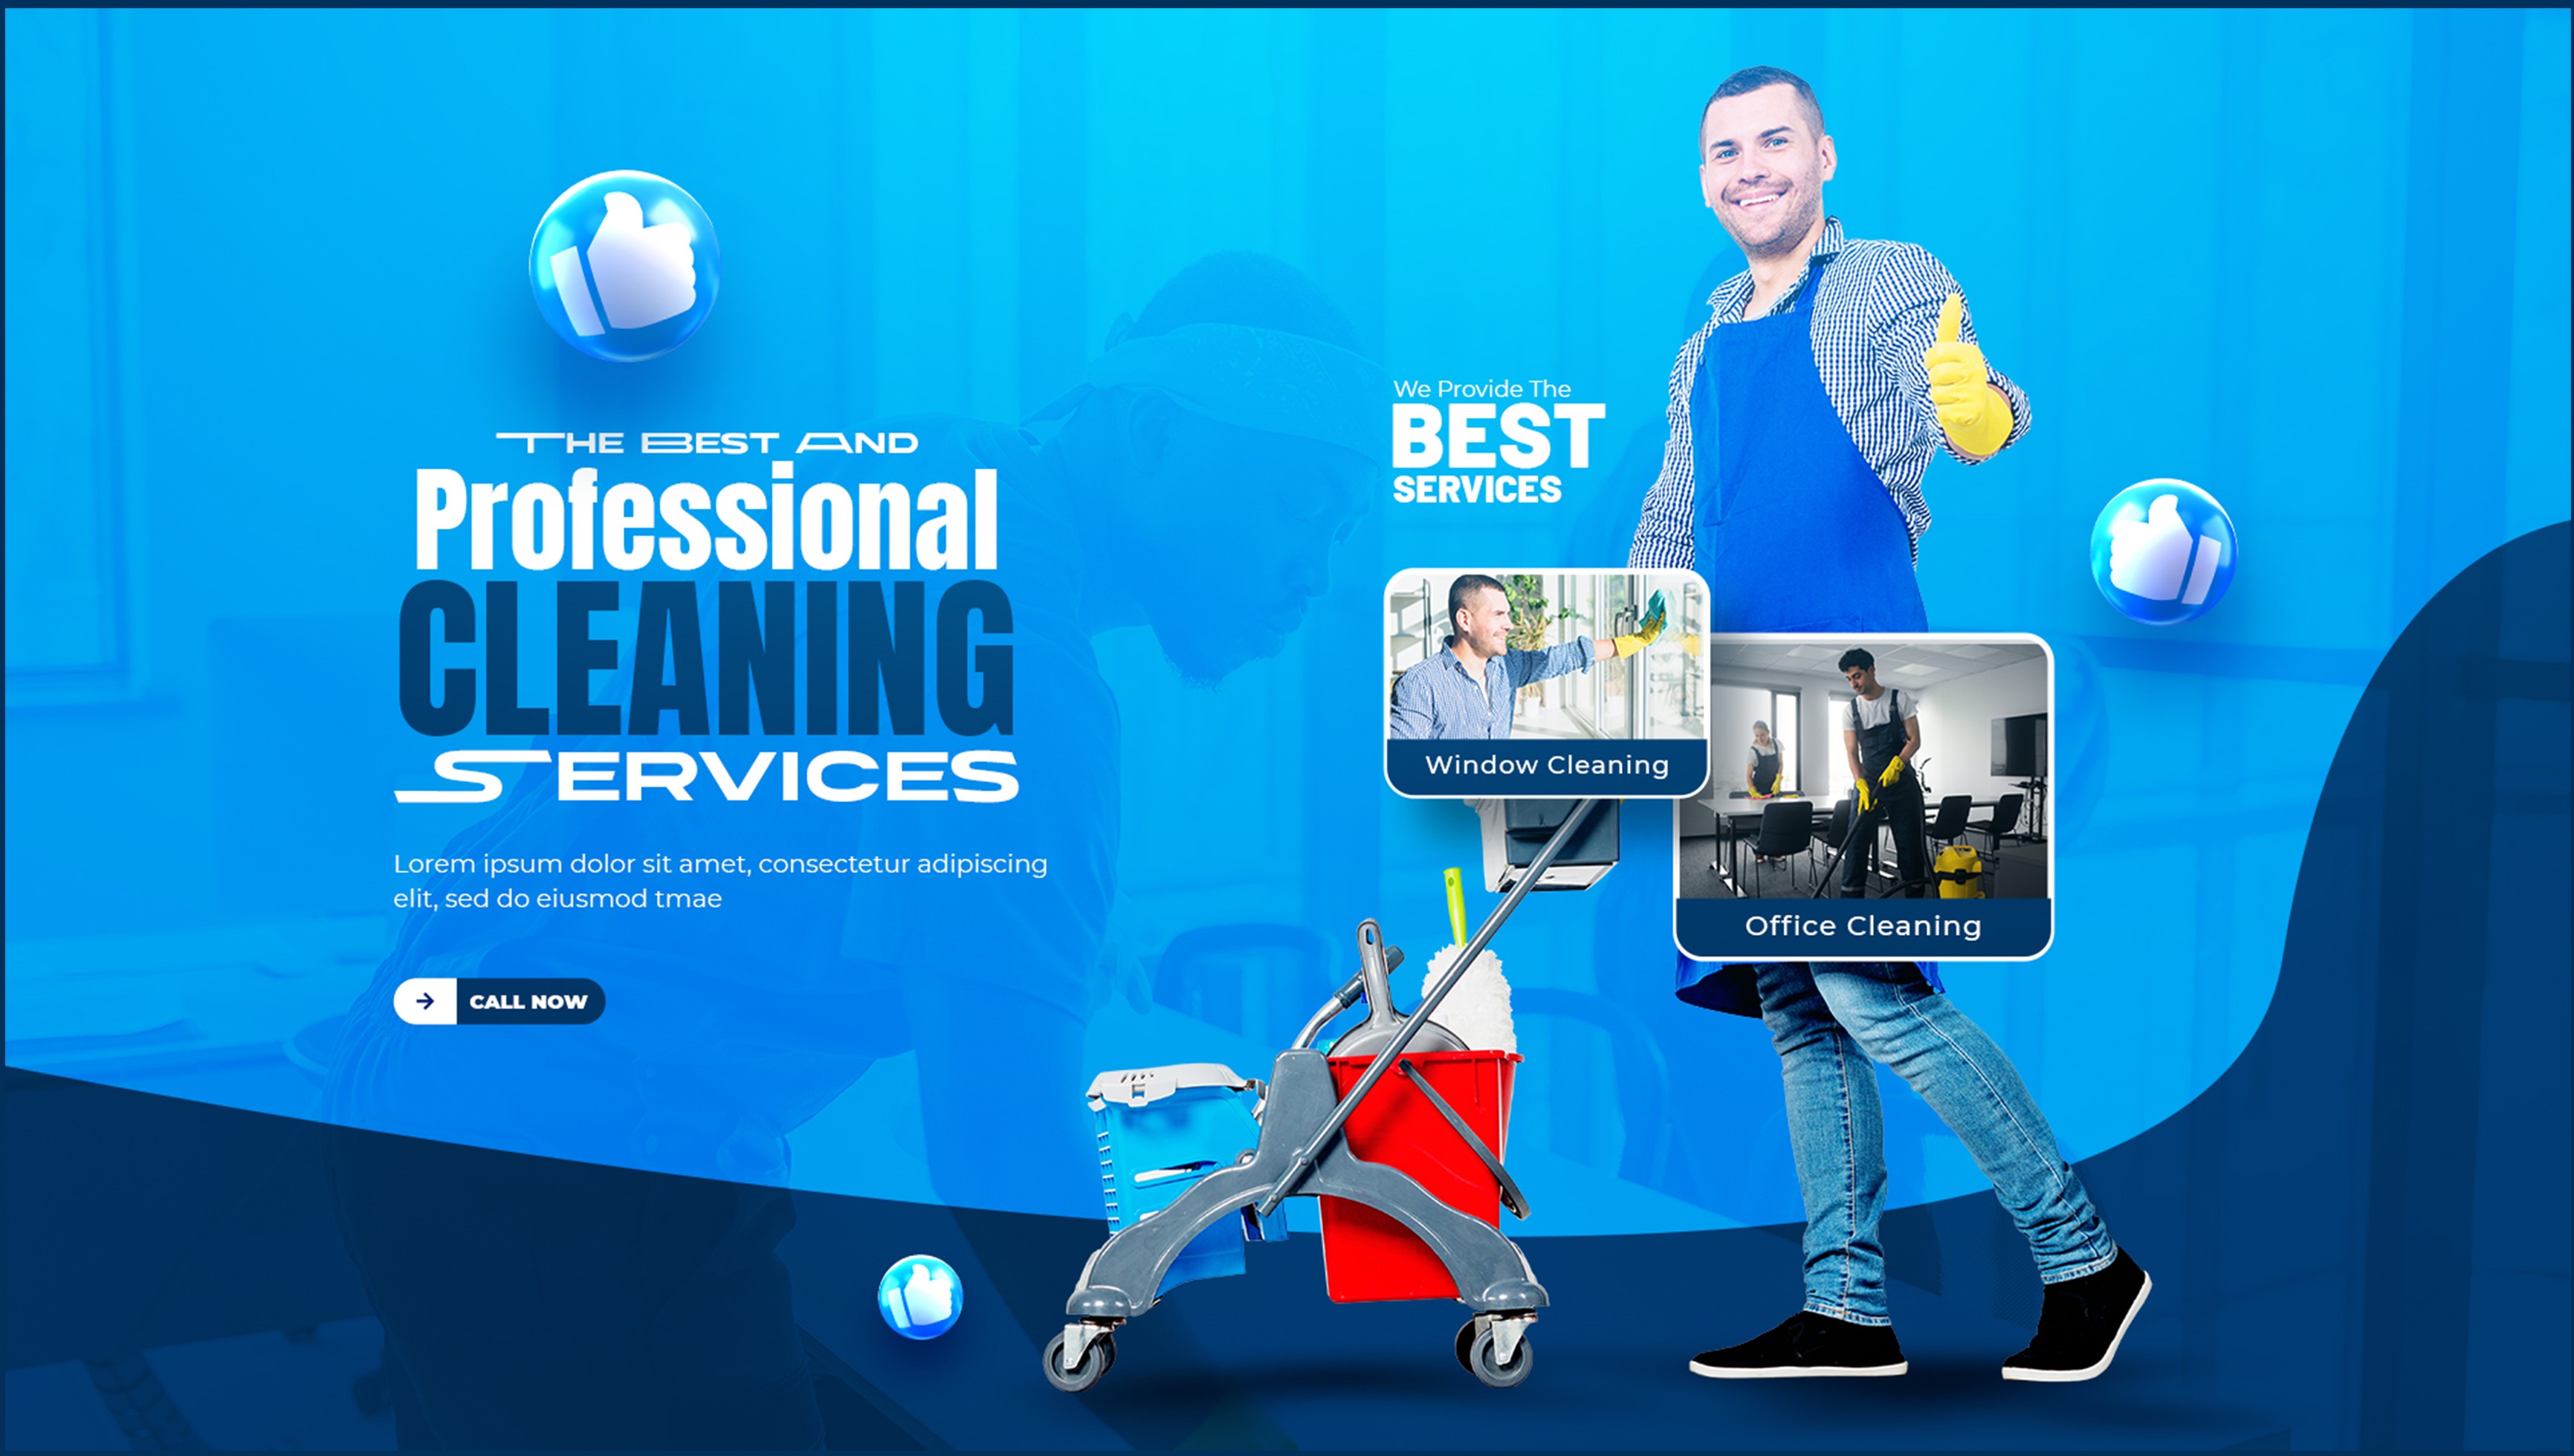 THE BEST AND
Professional
CLEANING
SERVICES
Lorem ipsum dolor sit amet, consectetur adipiscing
elit, sed do eiusmod tmae
CALL NOW
We Provide The
BEST
SERVICES
Window Cleaning
Office Cleaning